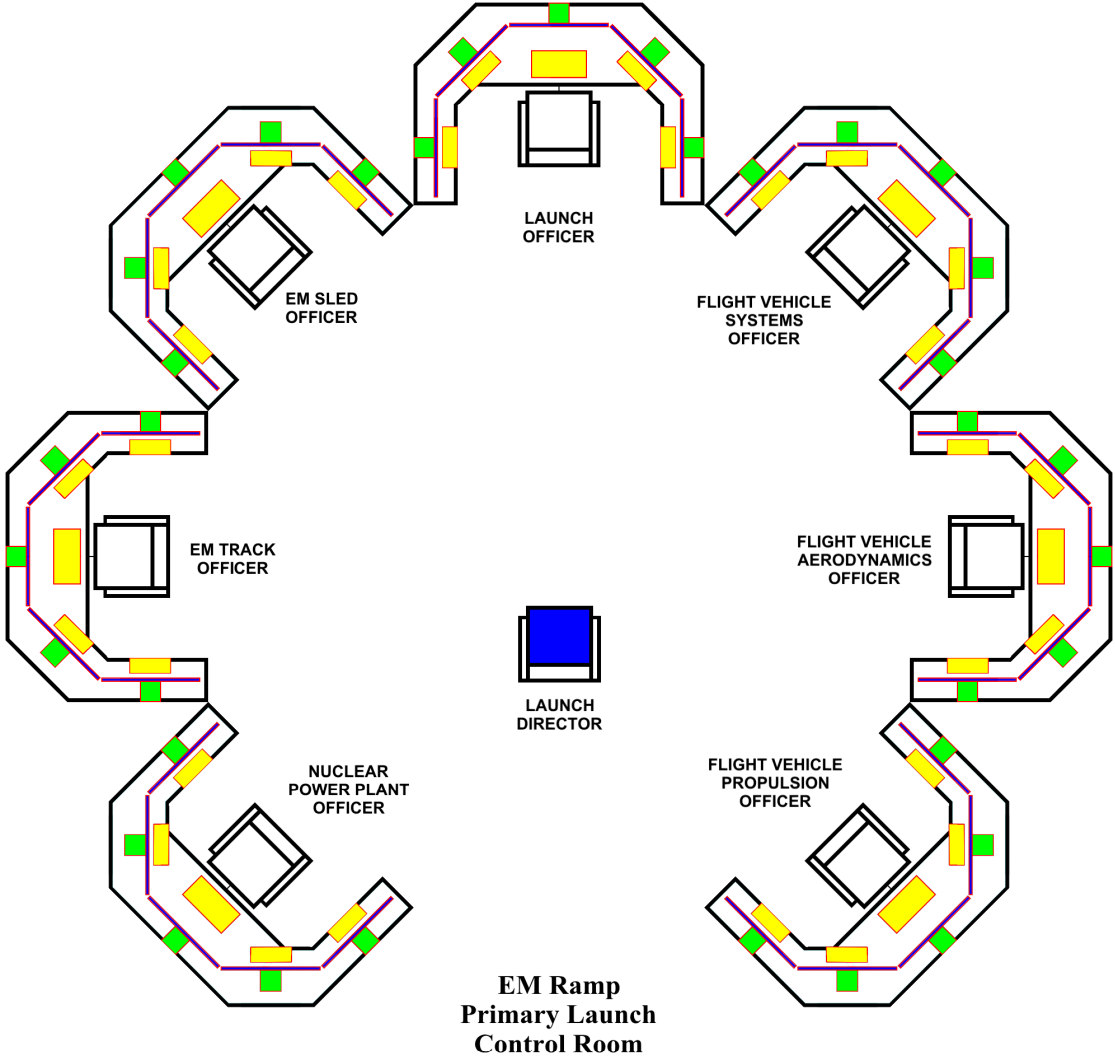 LAUNCH
OFFICER
EM SLED
OFFICER
FLIGHT VEHICLE
SYSTEMS
OFFICER
EM TRACK
OFFICER
FLIGHT VEHICLE
AERODYNAMICS
OFFICER
LAUNCH
DIRECTOR
NUCLEAR
POWER PLANT
OFFICER
FLIGHT VEHICLE
PROPULSION
OFFICER
EM Ramp
Primary Launch
Control Room